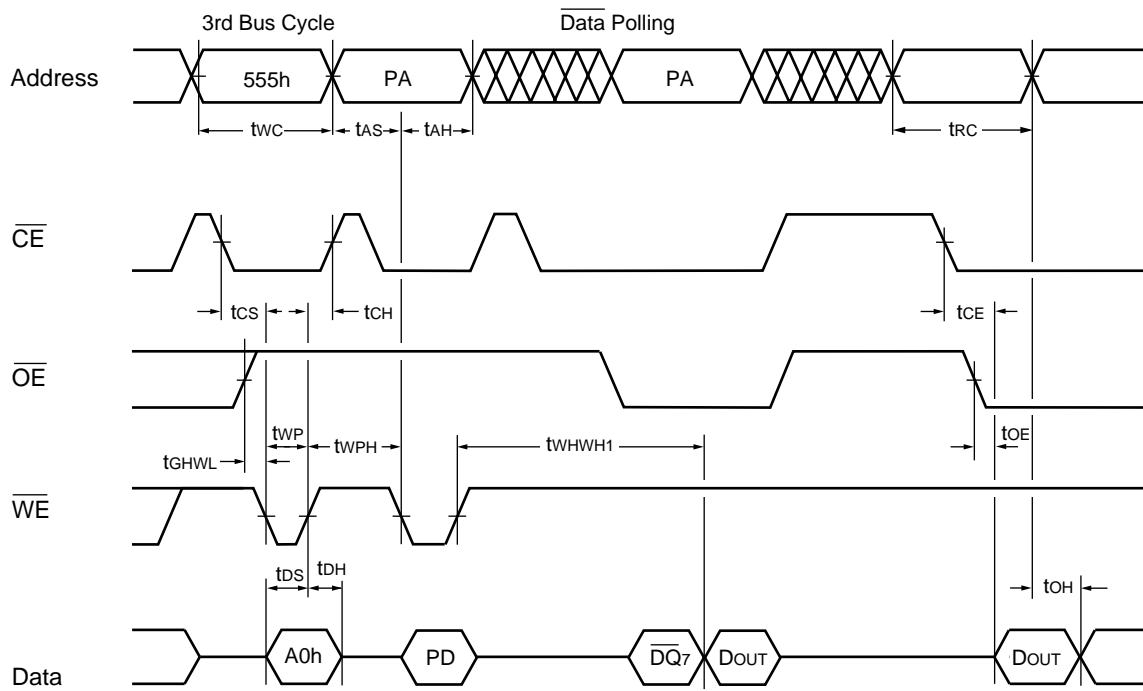 3rd Bus Cycle
Data Polling
Address
555h
PA
PA
tWC
tAS
tAH
tRC
CE
tCS
tCH
tCE
OE
tWP
tWPH
tWHWH1
tOE
tGHWL
WE
tDS
tDH
tOH
A0h
PD
DQ7
DOUT
DOUT
Data